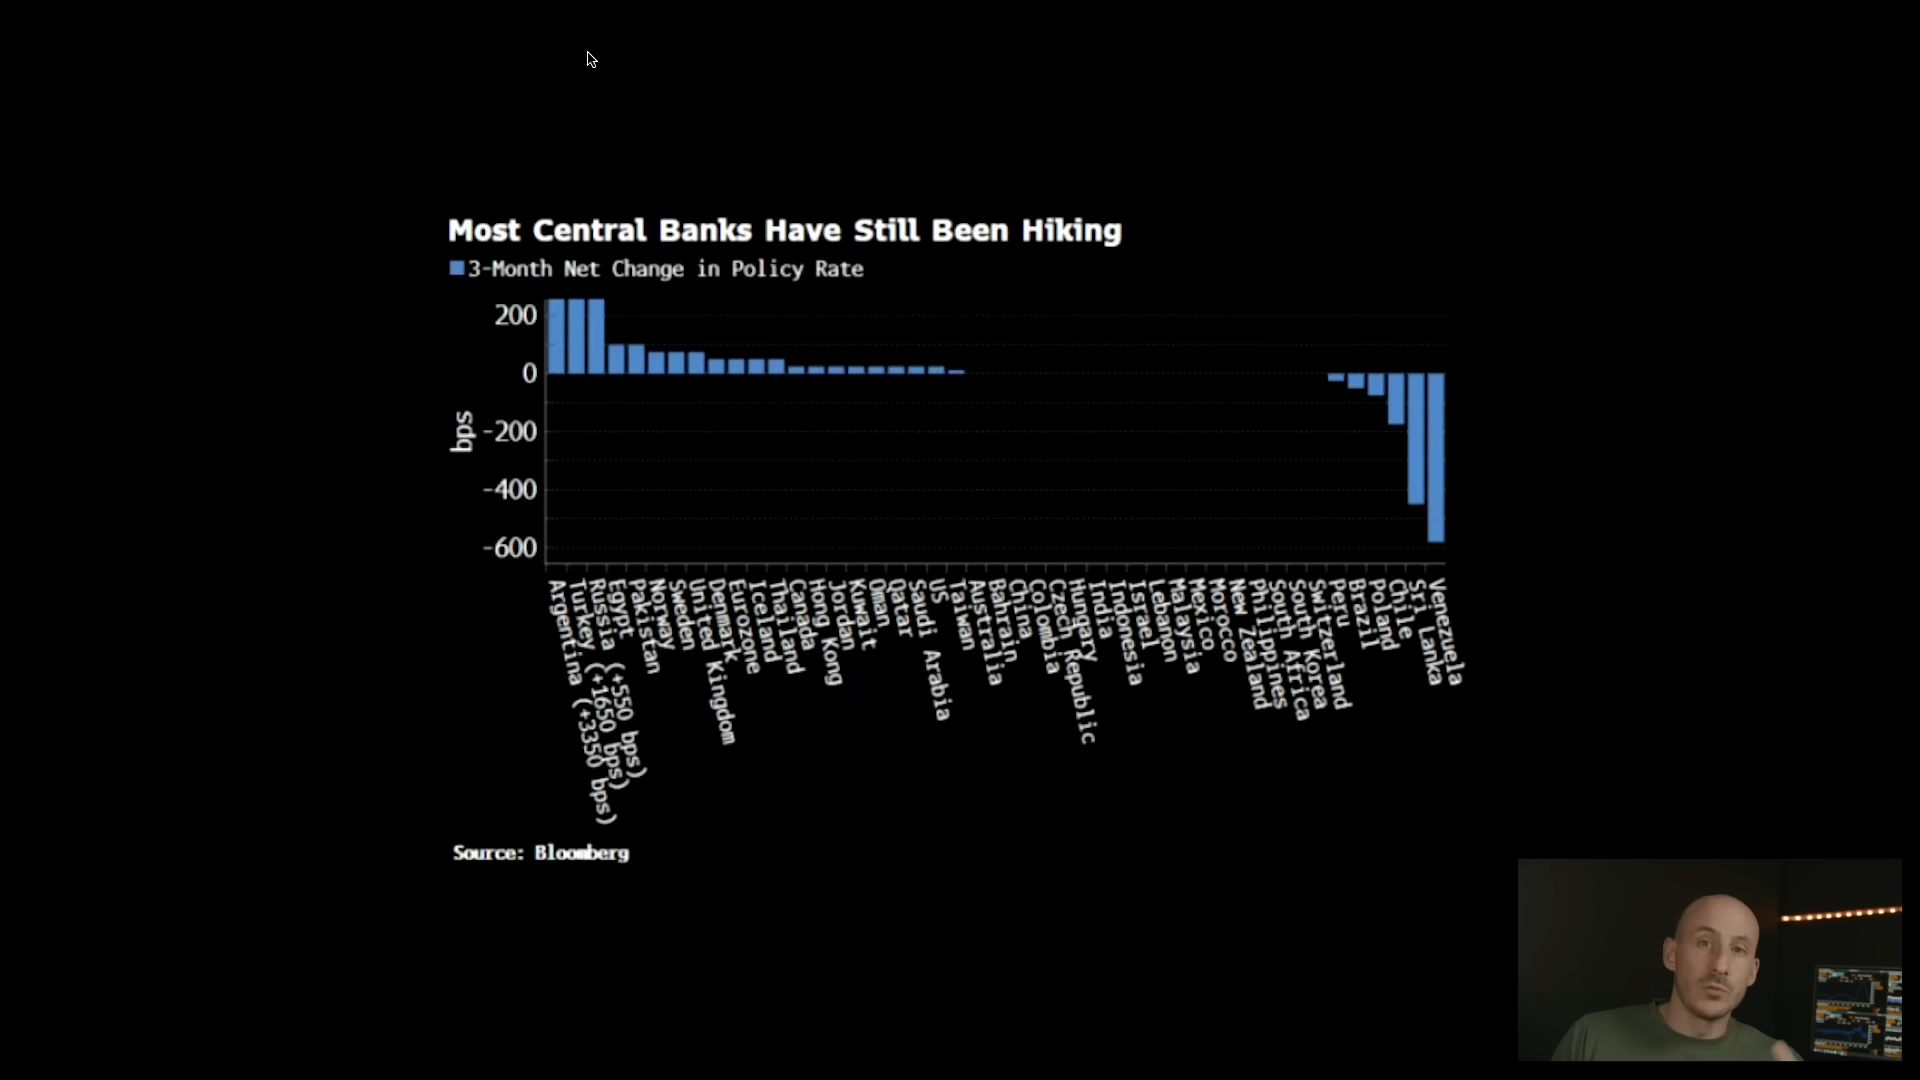 Most Central Banks Have Still Been Hiking
3-Month Net Change in Policy Rate
200
0
-200
-400
-600
bps
Argentina (+3350 bps)
Turkey (+1650 bps)
Russia (+550 bps)
Egypt
Pakistan
Norway
Sweden
United Kingdom
Denmark
Eurozone
Iceland
Thailand
Canada
Hong Kong
Jordan
Kuwait
Oman
Qatar
Saudi Arabia
US
Taiwan
Australia
Bahrain
China
Colombia
Czech Republic
Hungary
India
Indonesia
Israel
Lebanon
Malaysia
Mexico
Morocco
New Zealand
Philippines
South Africa
South Korea
Switzerland
Peru
Brazil
Poland
Chile
Sri Lanka
Venezuela
Source: Bloomberg